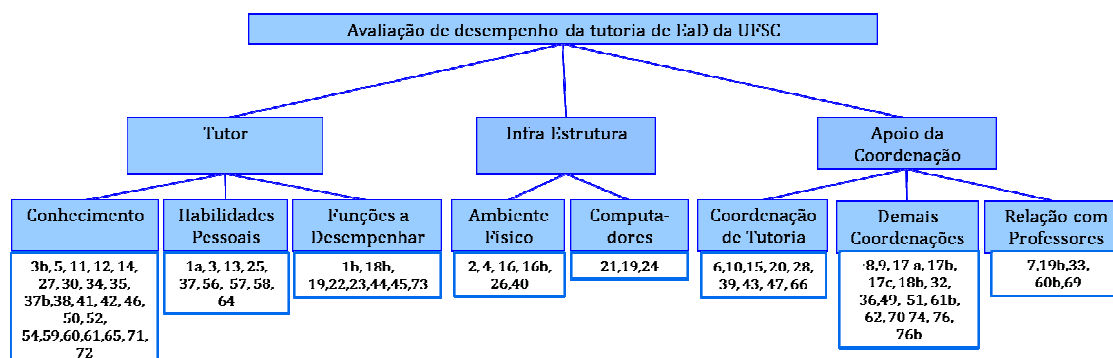 Avaliação de desempenho da tutoria de EaD da UFSC
Tutor
Infra Estrutura
Apoio da
Coordenação
Conhecimento
Habilidades
Pessoais
Funções a
Desempenhar
Ambiente
Físico
Computa-
dores
Coordenação
de Tutoria
Demais
Coordenações
Relação com
Professores
3b, 5, 11, 12, 14,
27, 30, 34, 35,
37b,38, 41, 42, 46,
50, 52,
54,59,60,61,65, 71,
72
1a, 3, 13, 25,
37, 56, 57, 58,
64
1b, 18b,
19,22,23,44,45,73
2, 4, 16, 16b,
26,40
21,19,24
6,10,15, 20, 28,
39, 43, 47, 66
8,9, 17 a, 17b,
17c, 18b, 32,
36,49, 51, 61b,
62, 70 74, 76,
76b
7,19b,33,
60b,69